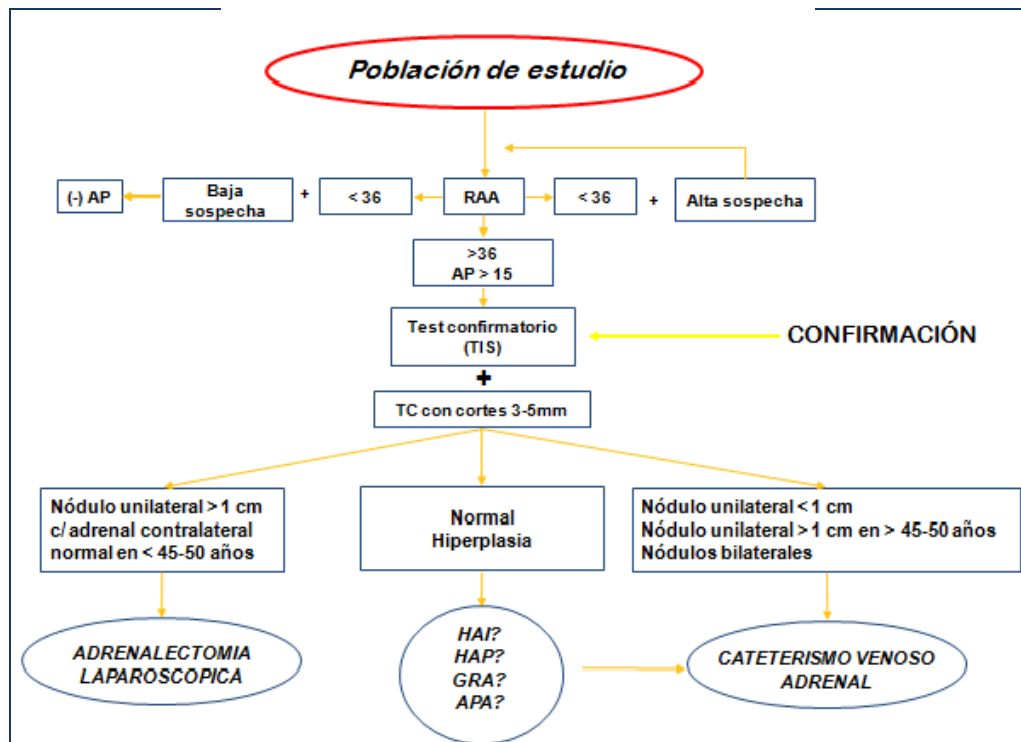 Población de estudio
(-) AP
Baja
sospecha
+
< 36
RAA
< 36
+
Alta sospecha
>36
AP > 15
Test confirmatorio
(TIS)
CONFIRMACIÓN
+
TC con cortes 3-5mm
Nódulo unilateral > 1 cm
c/ adrenal contralateral
normal en < 45-50 años
Normal
Hiperplasia
Nódulo unilateral < 1 cm
Nódulo unilateral > 1 cm en > 45-50 años
Nódulos bilaterales
ADRENALECTOMIA
LAPAROSCOPICA
HAI?
HAP?
GRA?
APA?
CATETERISMO VENOSO
ADRENAL